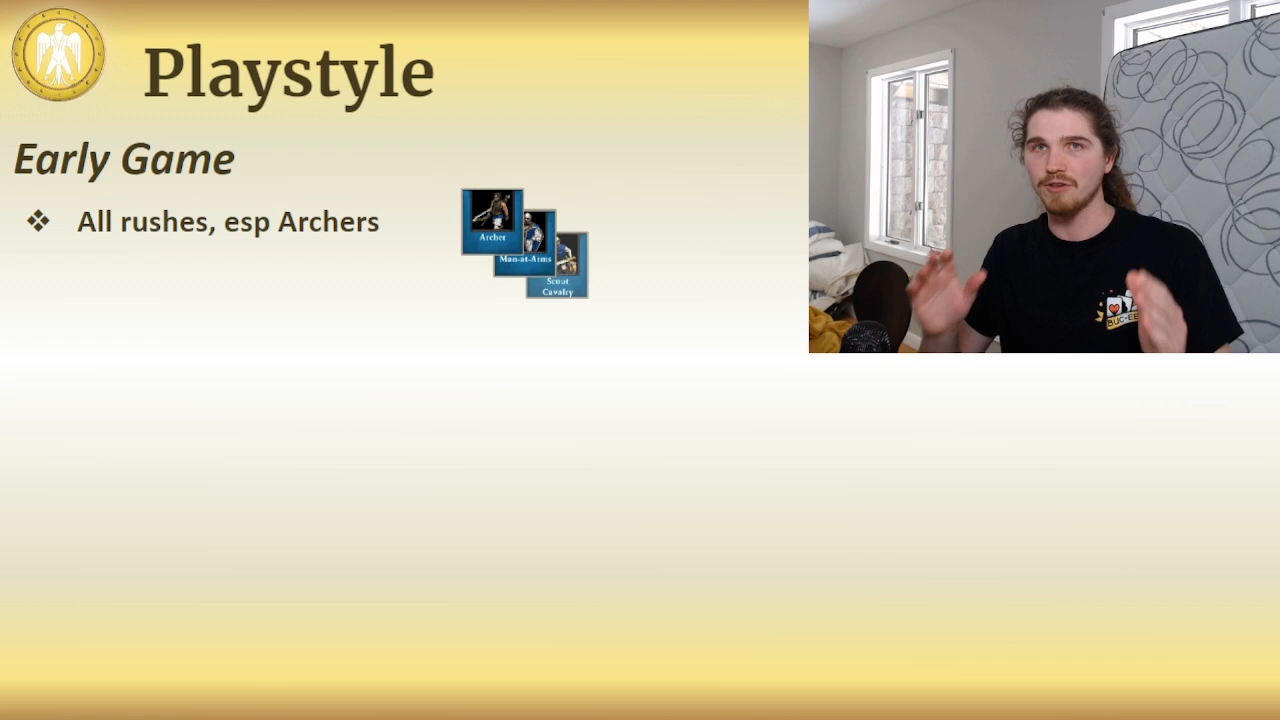 Playstyle
Early Game
All rushes, esp Archers
Archer
Man-at-Arms
Scout
Cavalry